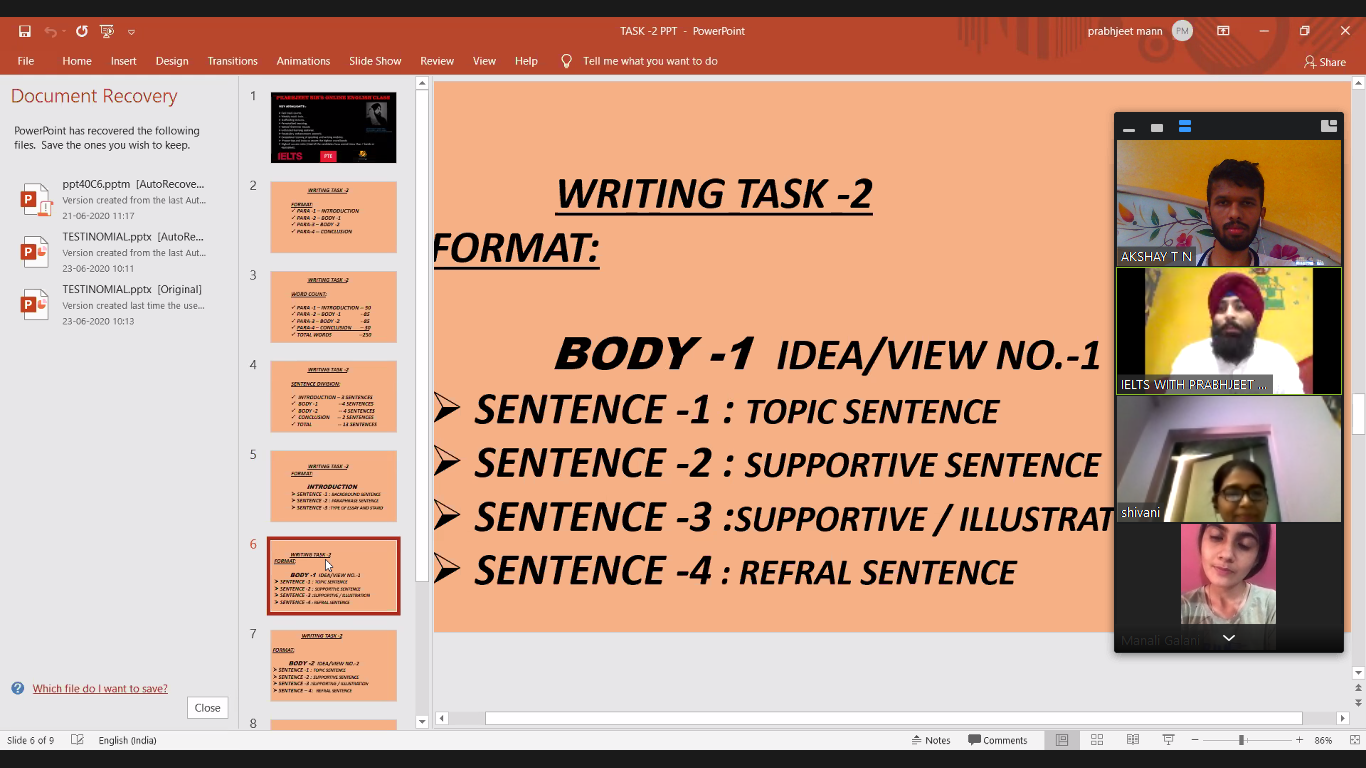 TASK -2 PPT - PowerPoint
prabhjeet mann
PM
File Home Insert Design Transitions Animations Slide Show Review View Help Tell me what you want to do
Share
Document Recovery
PowerPoint has recovered the following
files. Save the ones you wish to keep.
ppt40C6.pptm [AutoRecove...
Version created from the last Aut...
21-06-2020 11:17
TESTINOMIAL.pptx [AutoRe...
Version created from the last Aut...
23-06-2020 10:11
TESTINOMIAL.pptx [Original]
Version created last time the use...
23-06-2020 10:13
Which file do I want to save?
Close
1
PRABHJEET SIR'S ONLINE ENGLISH CLASS
KEY HIGHLIGHTS:
IELTS
PTE
2
WRITING TASK -2
FORMAT:
✓ PARA -1 – INTRODUCTION
✓ PARA -2 – BODY -1
✓ PARA-3 – BODY -2
✓ PARA-4 – CONCLUSION
3
WRITING TASK -2
WORD COUNT:
✓ PARA -1 – INTRODUCTION – 50
✓ PARA -2 – BODY -1 –85
✓ PARA-3 – BODY -2 –85
✓ PARA-4 – CONCLUSION – 30
✓ TOTAL WORDS –250
4
WRITING TASK -2
SENTENCE DIVISION:
✓ INTRODUCTION – 3 SENTENCES
✓ BODY -1 –4 SENTENCES
✓ BODY -2 – 4 SENTENCES
✓ CONCLUSION – 2 SENTENCES
✓ TOTAL – 13 SENTENCES
5
WRITING TASK -2
FORMAT:
INTRODUCTION
➢ SENTENCE -1 : BACKGROUND SENTENCE
➢ SENTENCE -2 : PARAPHRASE SENTENCE
➢ SENTENCE -3 :TYPE OF ESSAY AND STAND
6
WRITING TASK -2
FORMAT:
BODY -1 IDEA/VIEW NO.-1
➢ SENTENCE -1 : TOPIC SENTENCE
➢ SENTENCE -2 : SUPPORTIVE SENTENCE
➢ SENTENCE -3 :SUPPORTIVE / ILLUSTRATION
➢ SENTENCE -4 : REFRAL SENTENCE
7
WRITING TASK -2
FORMAT:
BODY -2 IDEA/VIEW NO.-2
➢ SENTENCE -1 : TOPIC SENTENCE
➢ SENTENCE -2 : SUPPORTIVE SENTENCE
➢ SENTENCE -3 :SUPPORTIVE / ILLUSTRATION
➢ SENTENCE – 4: REFRAL SENTENCE
8
WRITING TASK -2
FORMAT:
BODY -1 IDEA/VIEW NO.-1
➢ SENTENCE -1 : TOPIC SENTENCE
➢ SENTENCE -2 : SUPPORTIVE SENTENCE
➢ SENTENCE -3 :SUPPORTIVE / ILLUSTRAT
➢ SENTENCE -4 : REFRAL SENTENCE
AKSHAY T N
IELTS WITH PRABHJEET ...
shivani
Manali Galani
Slide 6 of 9
English (India)
Notes
Comments
86%